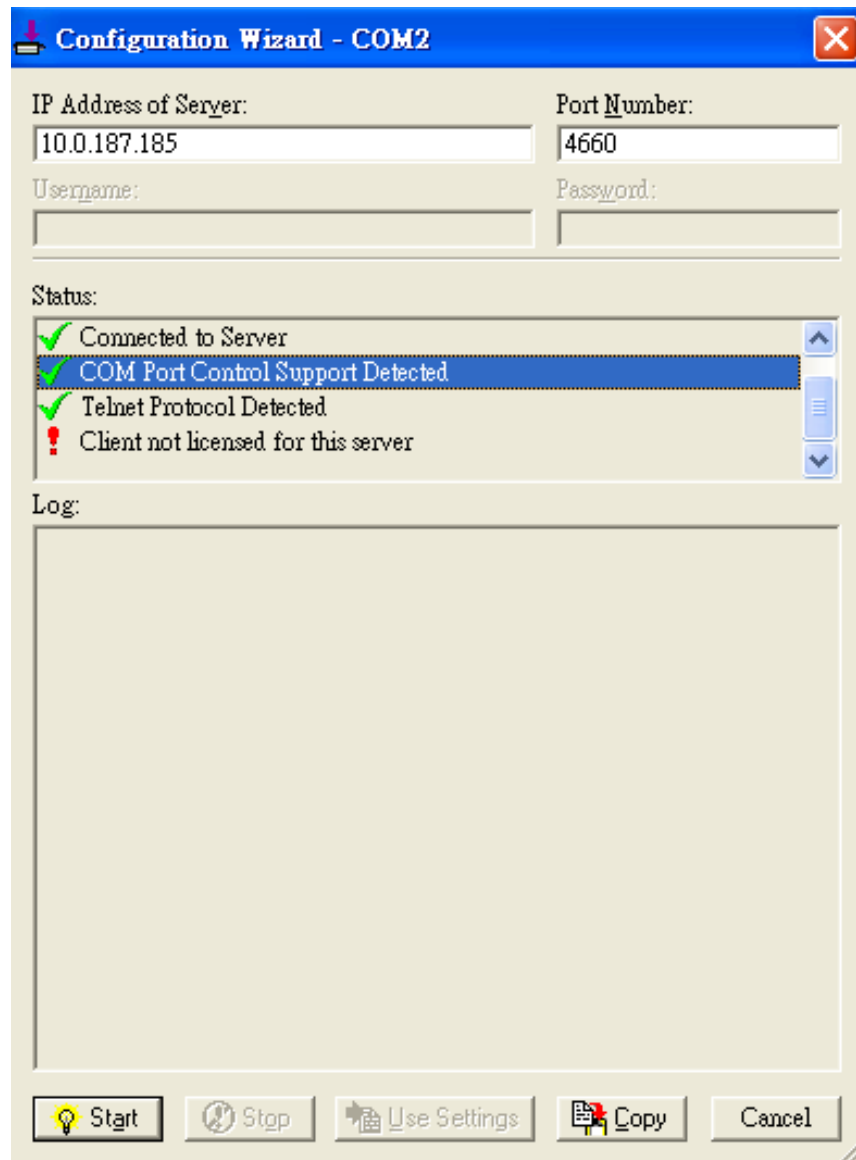 Configuration Wizard - COM2
IP Address of Server: Port Number:
10.0.187.185 4660
Username: Password:
Status:
Connected to Server
COM Port Control Support Detected
Telnet Protocol Detected
Client not licensed for this server
Log:
Start Stop Use Settings Copy Cancel